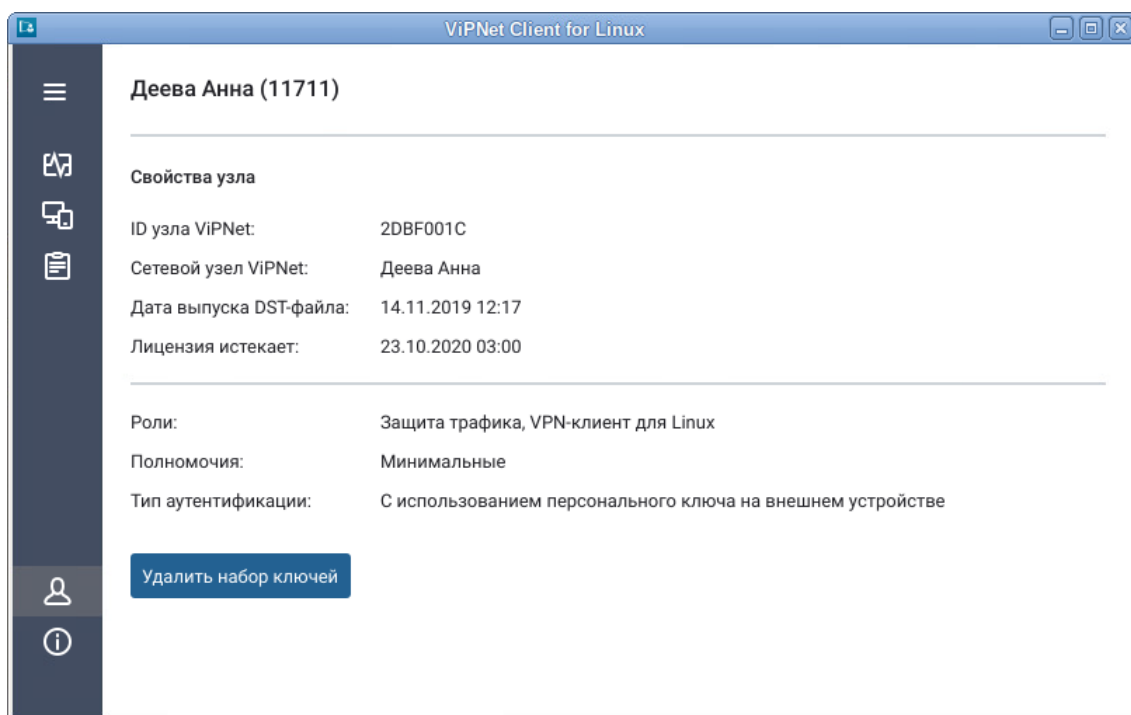 ViPNet Client for Linux
Деева Анна (11711)
Свойства узла
ID узла ViPNet: 2DBF001C
Сетевой узел ViPNet: Деева Анна
Дата выпуска DST-файла: 14.11.2019 12:17
Лицензия истекает: 23.10.2020 03:00
Роли: Защита трафика, VPN-клиент для Linux
Полномочия: Минимальные
Тип аутентификации: С использованием персонального ключа на внешнем устройстве
Удалить набор ключей